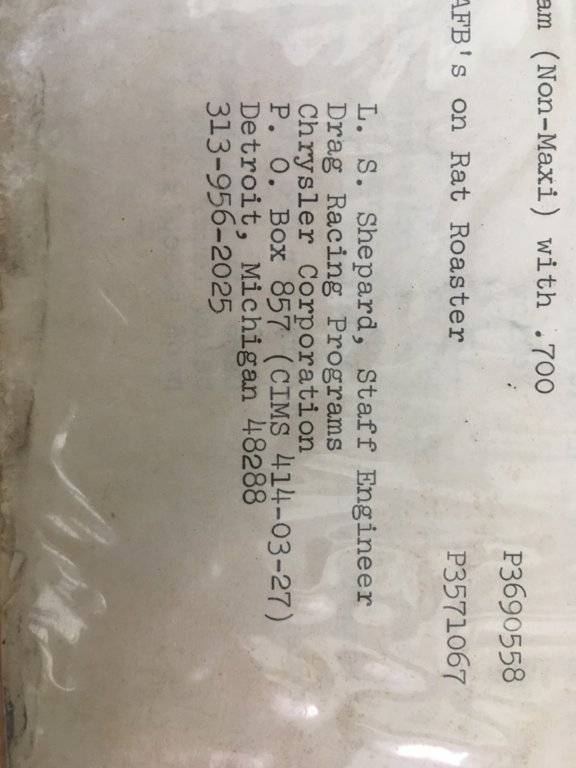 am (Non-Maxi) with .700
P3690558
AFB's on Rat Roaster
P3571067
L. S. Shepard, Staff Engineer
Drag Racing Programs
Chrysler Corporation
P. O. Box 857 (CIMS 414-03-27)
Detroit, Michigan 48288
313-956-2025